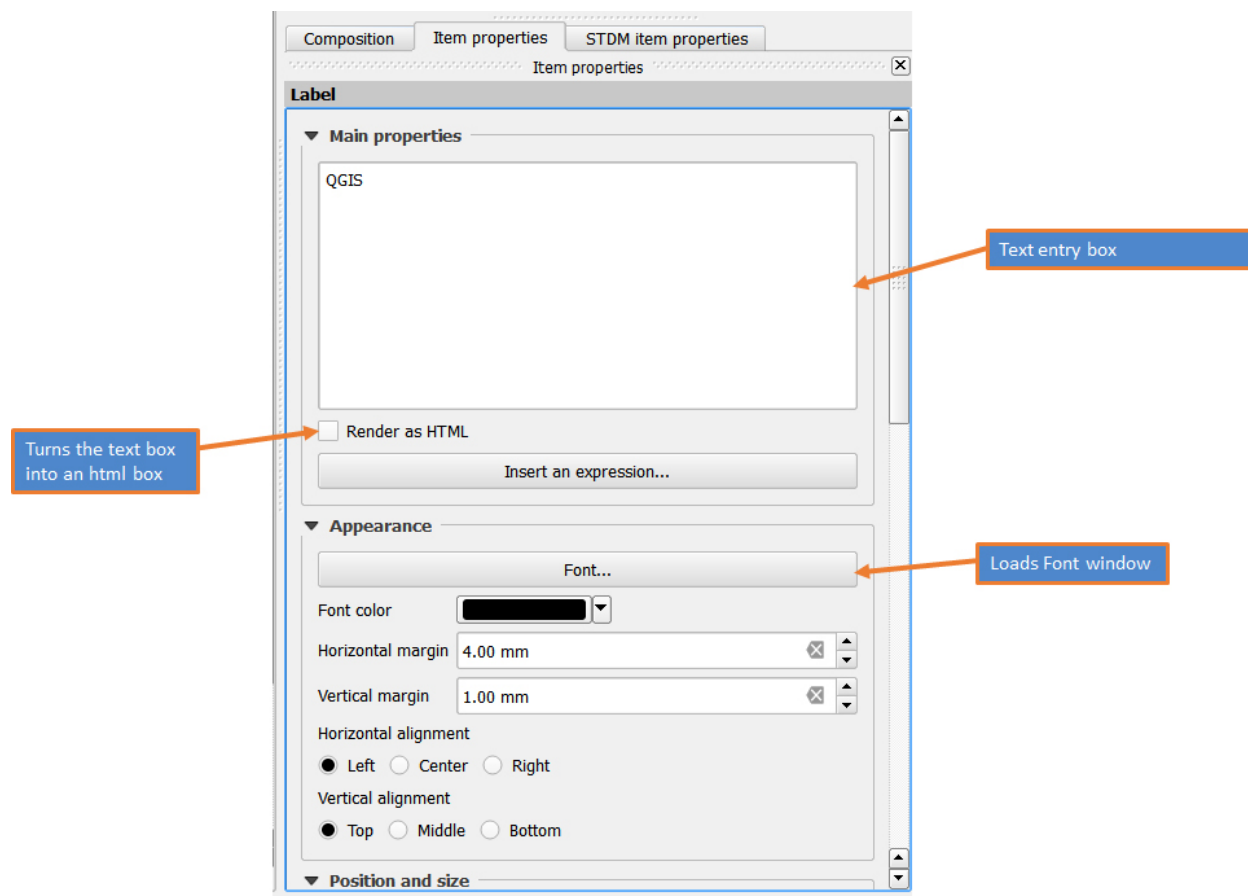 Composition
Item properties
STDM item properties
Item properties
Label
Main properties
QGIS
Text entry box
Render as HTML
Turns the text box
into an html box
Insert an expression...
Appearance
Font...
Loads Font window
Font color
Horizontal margin 4.00 mm
Vertical margin 1.00 mm
Horizontal alignment
Left Center Right
Vertical alignment
Top Middle Bottom
Position and size